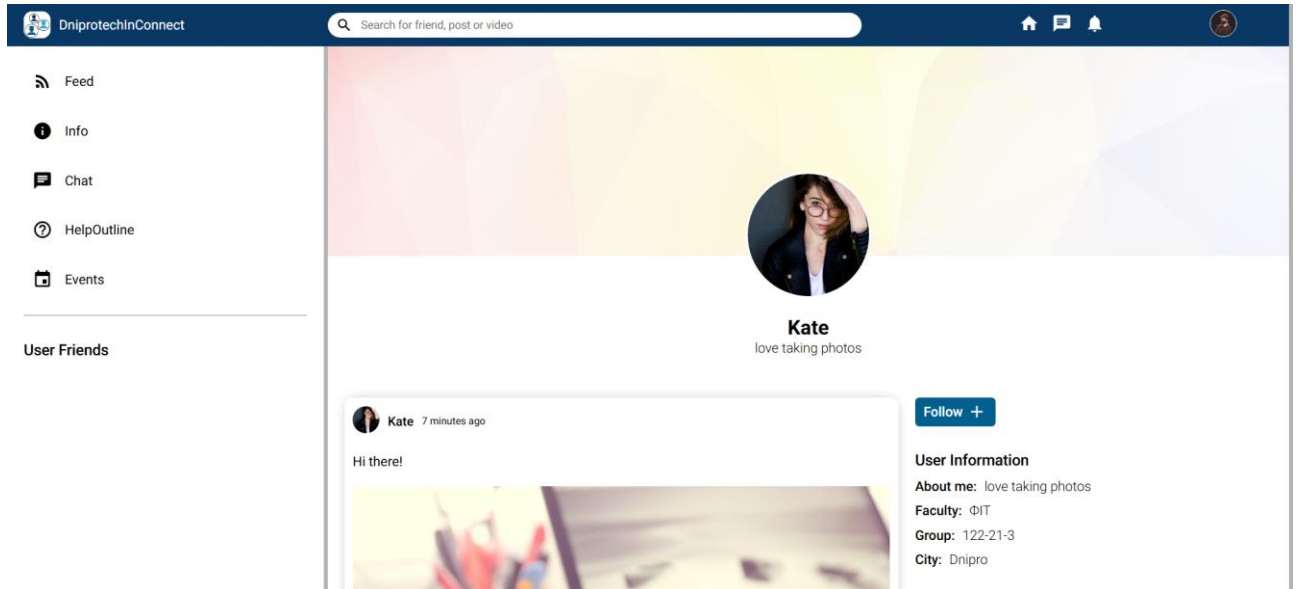 DniprotechInConnect
Search for friend, post or video
Feed
Info
Chat
HelpOutline
Events
User Friends
Kate
love taking photos
Kate 7 minutes ago
Hi there!
Follow +
User Information
About me: love taking photos
Faculty: ФІТ
Group: 122-21-3
City: Dnipro